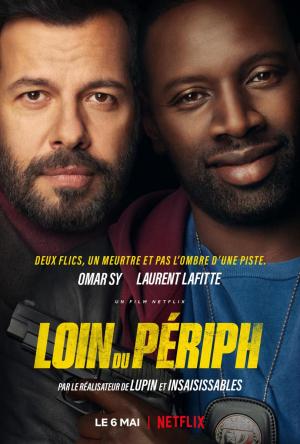 DEUX FLICS, UN MEURTRE ET PAS L'OMBRE D'UNE PISTE.
OMAR SY LAURENT LAFITTE
UN FILM NETFLIX
LOIN DU PÉRIPH
PAR LE RÉALISATEUR DE LUPIN ET INSAISISSABLES
LE 6 MAI NETFLIX